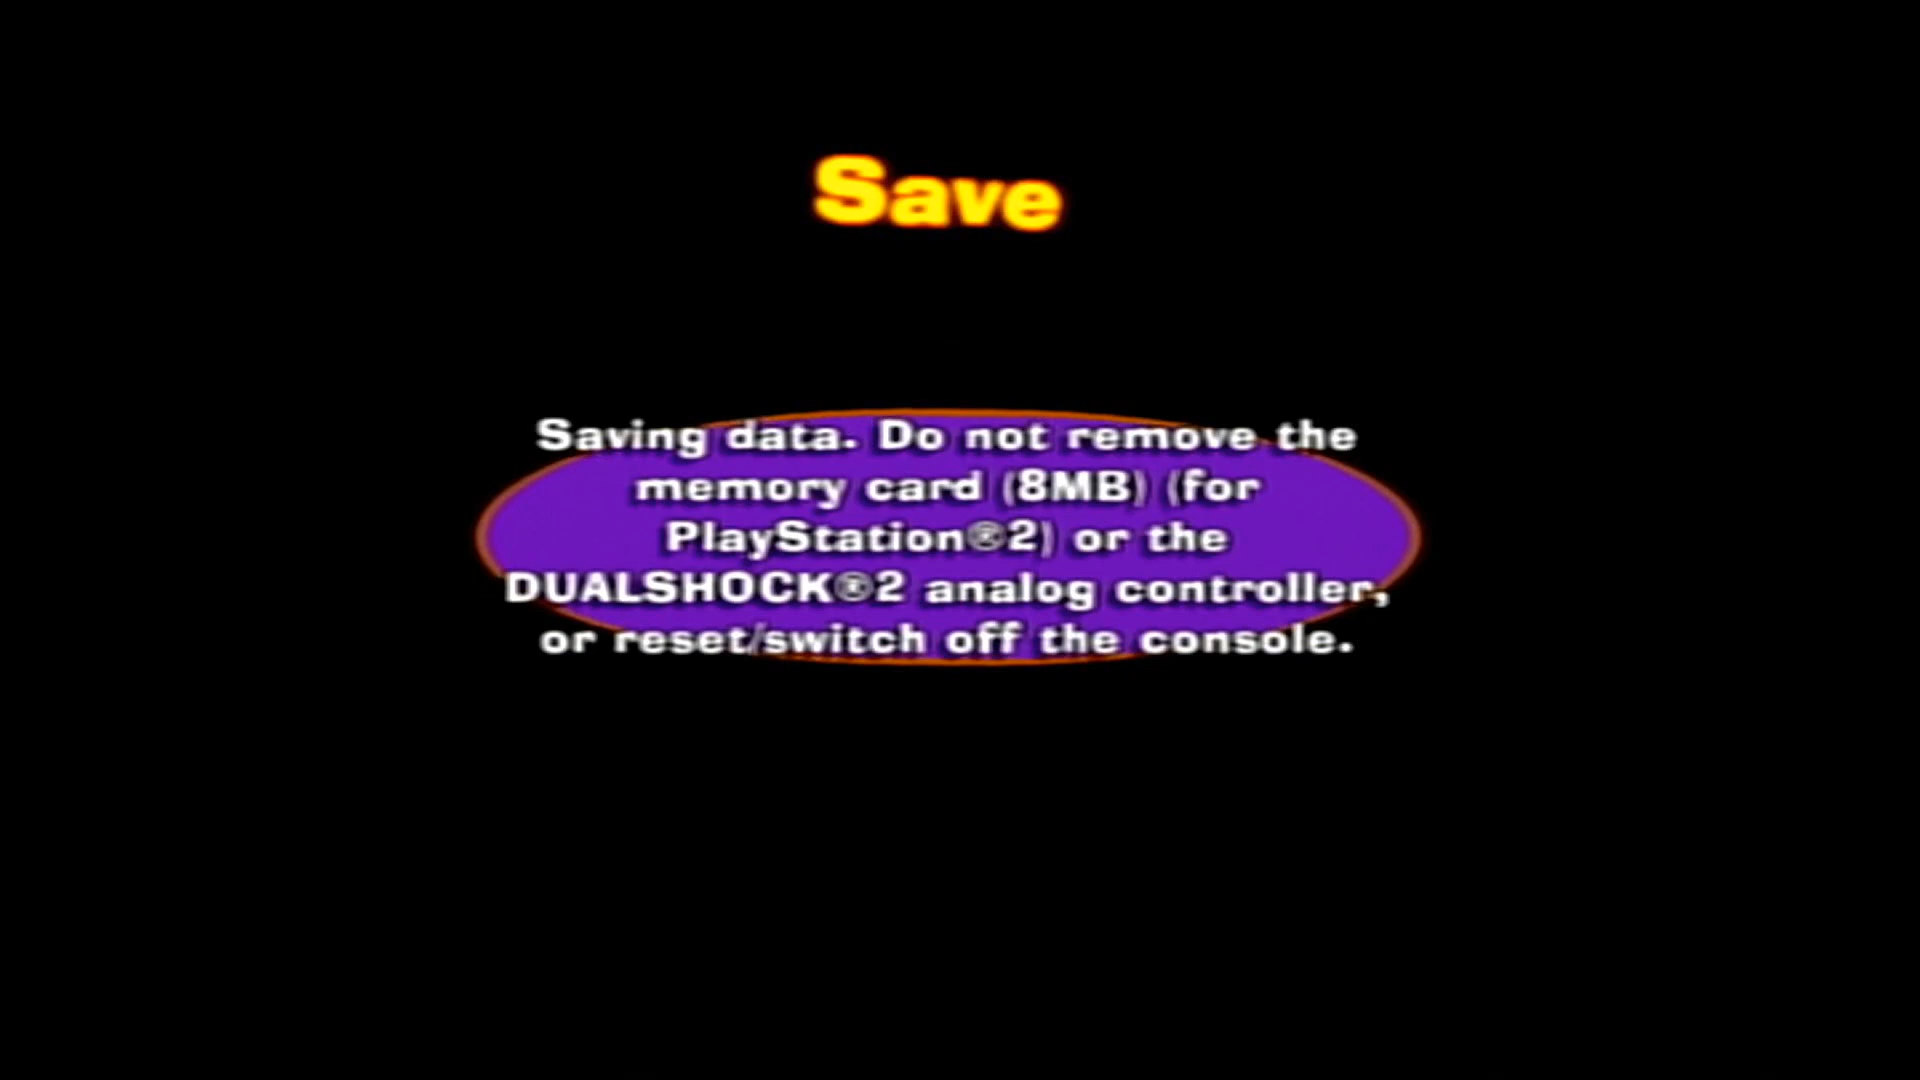 Save
Saving data. Do not remove the
memory card (8MB) (for
PlayStation®2) or the
DUALSHOCK®2 analog controller,
or reset/switch off the console.